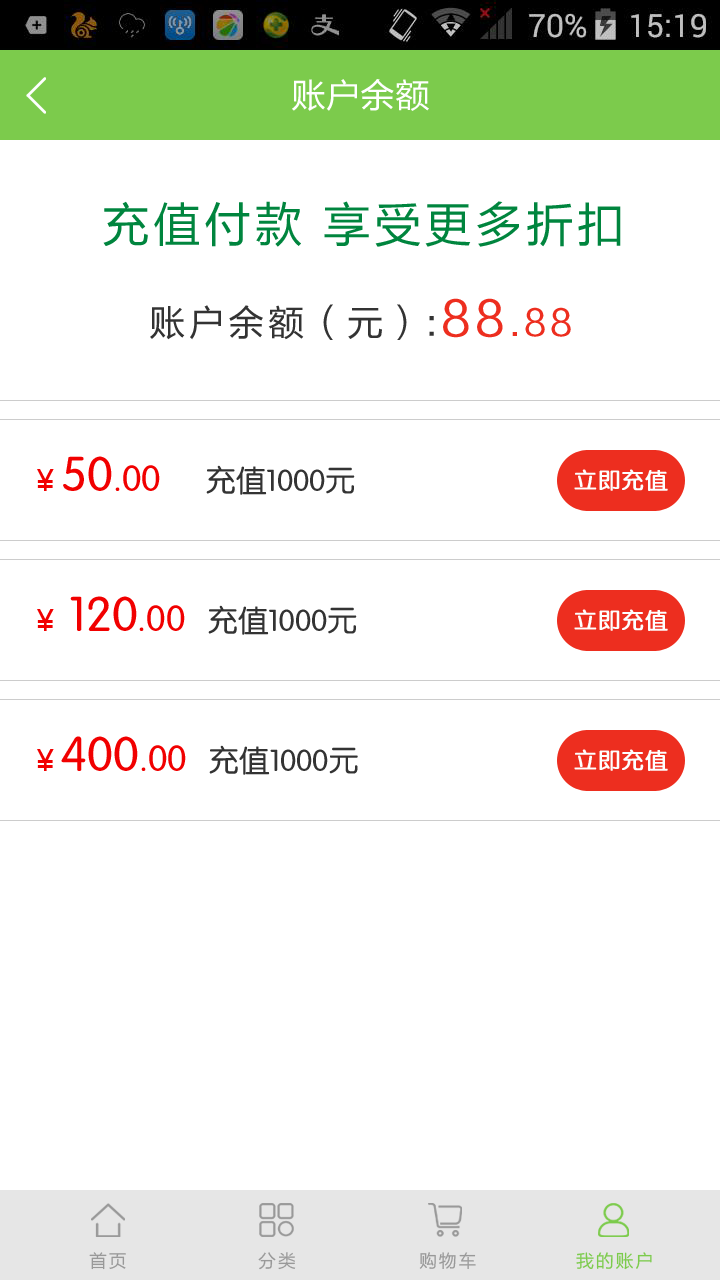 70% 15:19
账户余额
充值付款 享受更多折扣
账户余额（元）:88.88
¥50.00 充值1000元 立即充值
¥120.00 充值1000元 立即充值
¥400.00 充值1000元 立即充值
首页 分类 购物车 我的账户